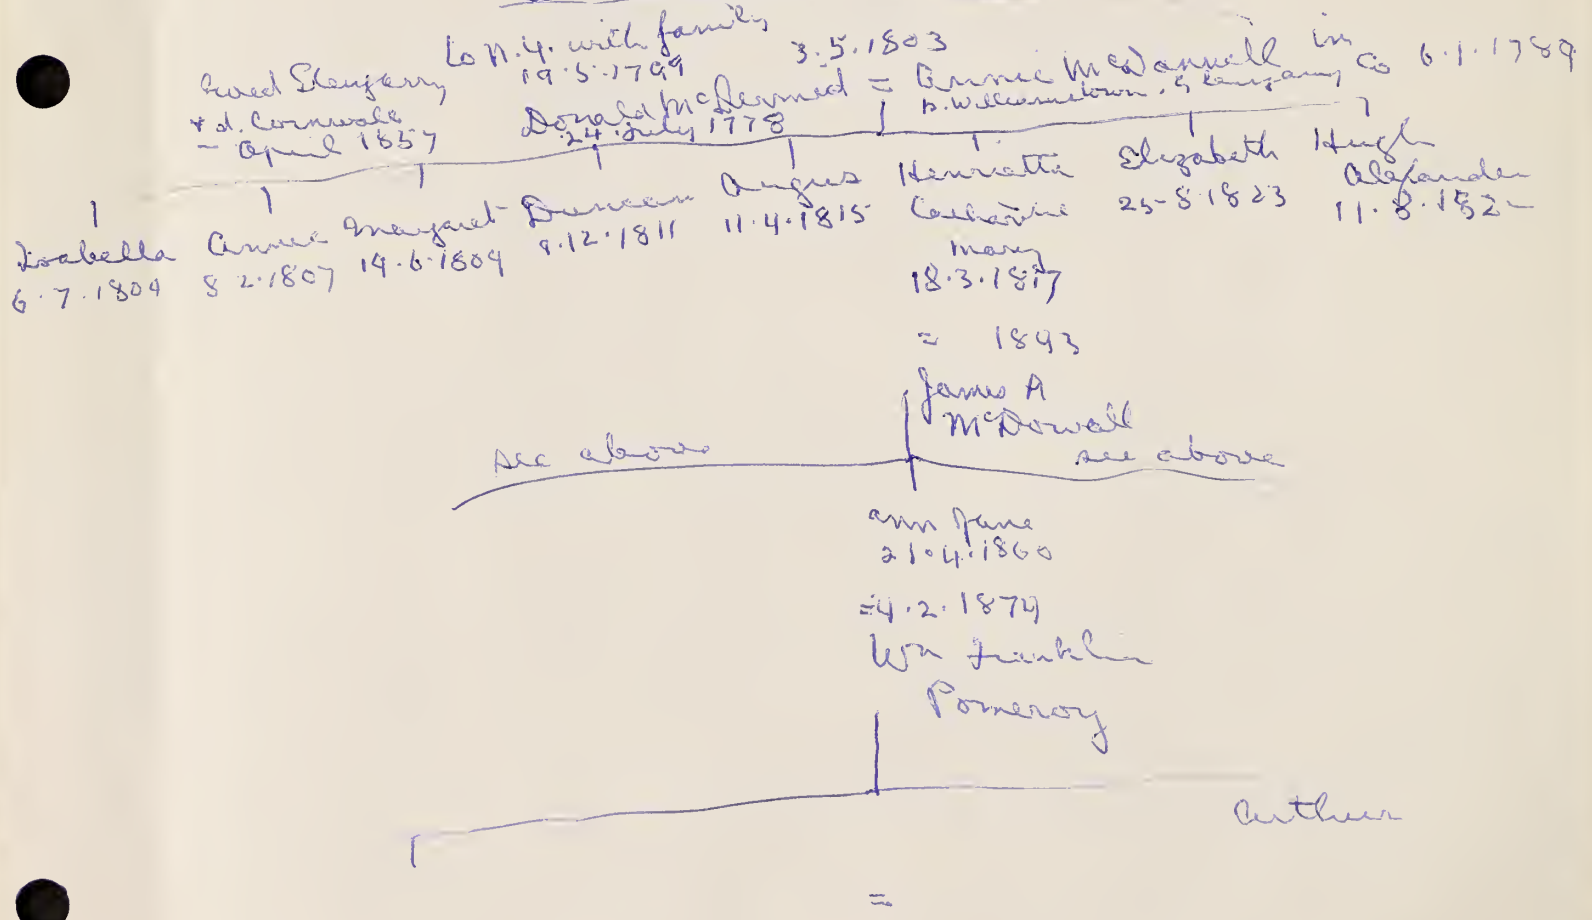 to N.Y. with family
19.5.1799
lived Glengarry
& d. Cornwall
- April 1857
3.5.1803
Donald McDermid = Annie McDonnell in
24 July 1778
b. Williamstown, Glengarry Co 6.1.1789
Isabella
6.7.1804
Annie
8 2.1807
Margaret
14.6.1809
Duncan
9.12.1811
Angus
11.4.1815
Henrietta
Catharine
Mary
18.3.1817
Elizabeth
25-8.1823
Hugh
Alexander
11.8.182-
= 1843
James A
McDowall
see above
see above
Ann Jane
21.4.1860
=4.2.1879
Wm Franklin
Pomeroy
Arthur
=